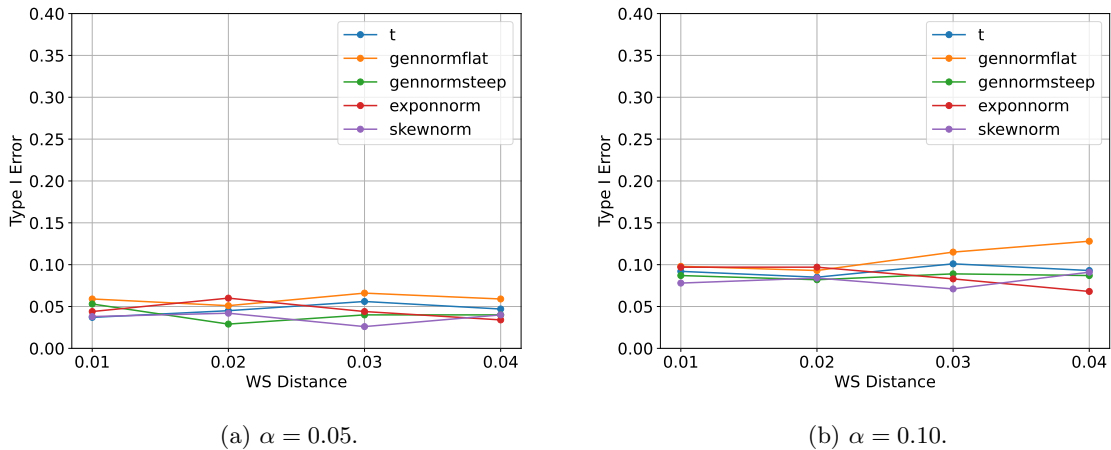 0.40
0.35
0.30
0.25
0.20
0.15
0.10
0.05
0.00
Type I Error
0.01 0.02 0.03 0.04
WS Distance
t
gennormflat
gennormsteep
exponnorm
skewnorm
(a) α = 0.05.
0.40
0.35
0.30
0.25
0.20
0.15
0.10
0.05
0.00
Type I Error
0.01 0.02 0.03 0.04
WS Distance
t
gennormflat
gennormsteep
exponnorm
skewnorm
(b) α = 0.10.